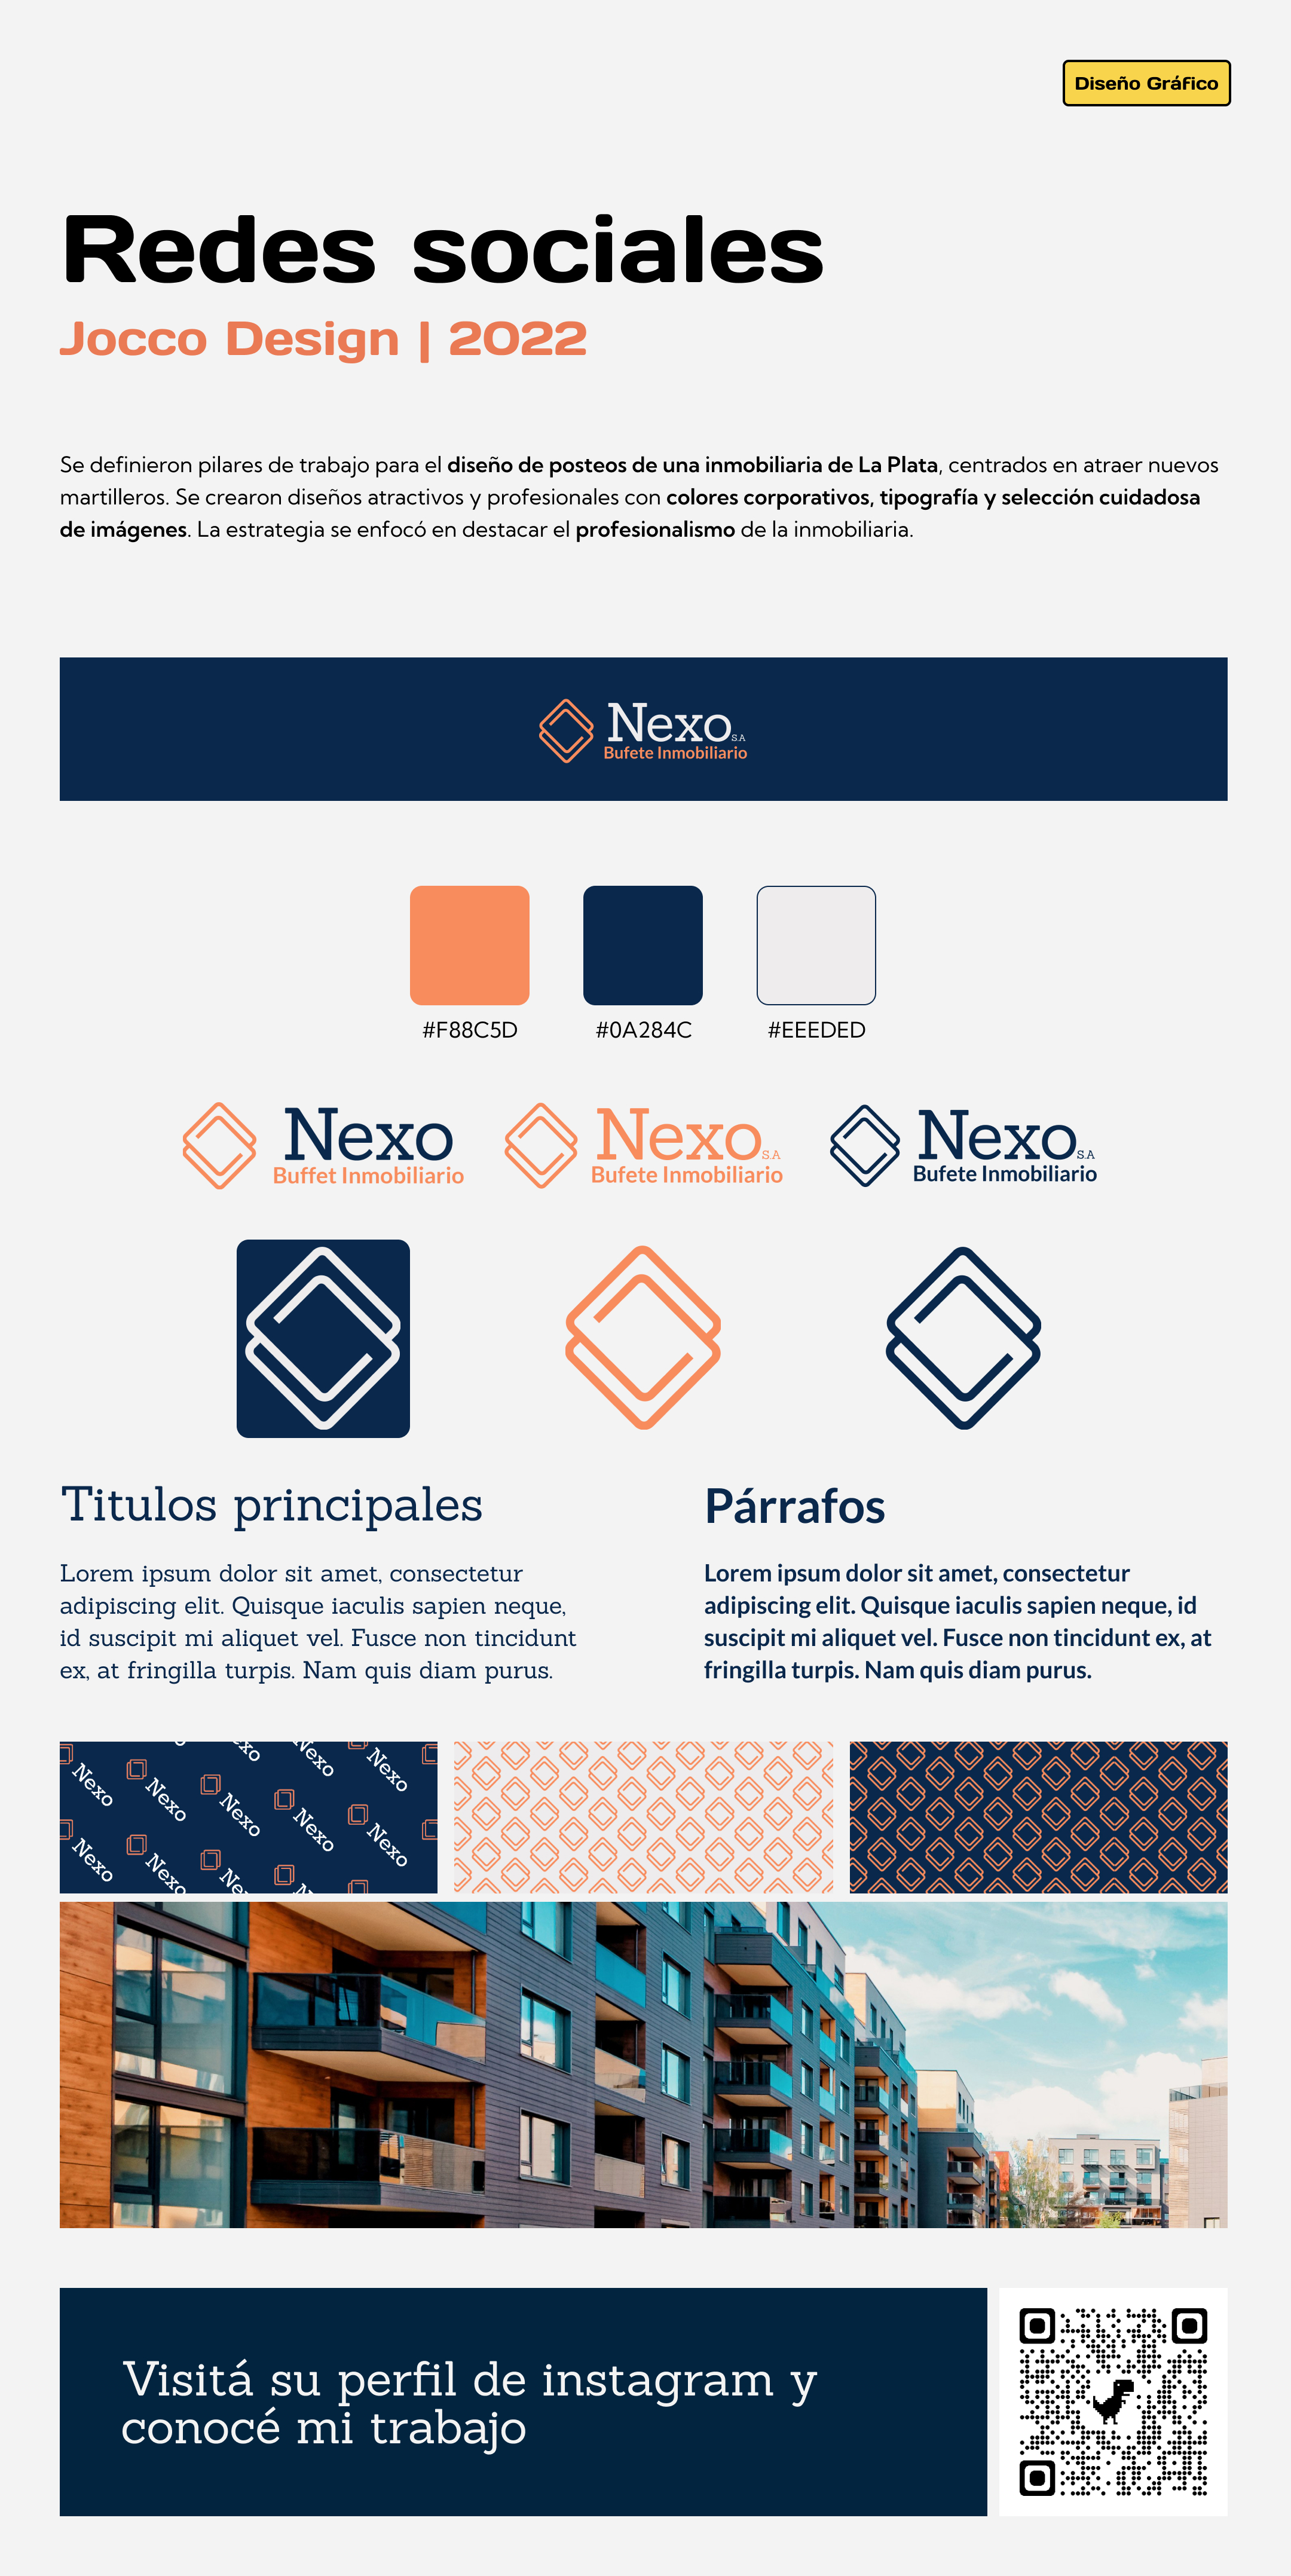 Diseño Gráfico
Redes sociales
Jocco Design | 2022
Se definieron pilares de trabajo para el diseño de posteos de una inmobiliaria de La Plata, centrados en atraer nuevos
martilleros. Se crearon diseños atractivos y profesionales con colores corporativos, tipografía y selección cuidadosa
de imágenes. La estrategia se enfocó en destacar el profesionalismo de la inmobiliaria.
Nexo S.A
Bufete Inmobiliario
#F88C5D
#0A284C
#EEEDED
Nexo
Buffet Inmobiliario
Nexo S.A
Bufete Inmobiliario
Nexo S.A
Bufete Inmobiliario
Titulos principales
Lorem ipsum dolor sit amet, consectetur
adipiscing elit. Quisque iaculis sapien neque,
id suscipit mi aliquet vel. Fusce non tincidunt
ex, at fringilla turpis. Nam quis diam purus.
Párrafos
Lorem ipsum dolor sit amet, consectetur
adipiscing elit. Quisque iaculis sapien neque, id
suscipit mi aliquet vel. Fusce non tincidunt ex, at
fringilla turpis. Nam quis diam purus.
Nexo
Nexo
Nexo
Nexo
Nexo
Nexo
Nexo
Nexo
Nexo
Visitá su perfil de instagram y
conocé mi trabajo